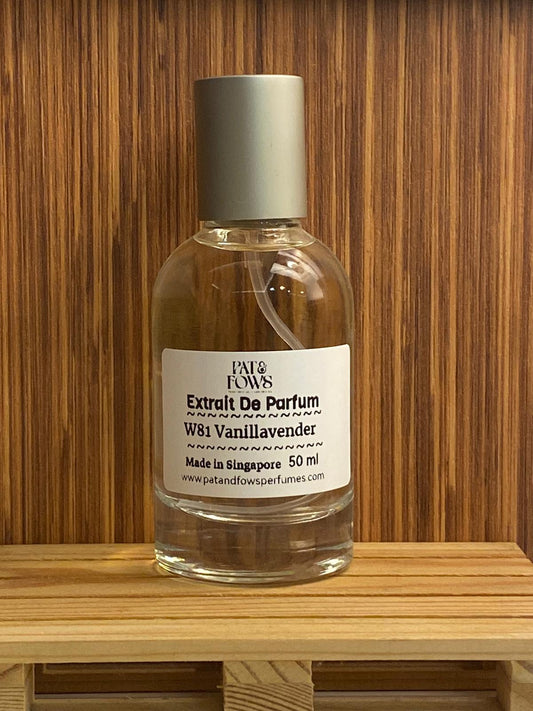 PAT&
FOWS
Extrait De Parfum
~~~~~~~~~~~~~~~~
W81 Vanillavender
~~~~~~~~~~~~~~~~
Made in Singapore 50 ml
www.patandfowsperfumes.com